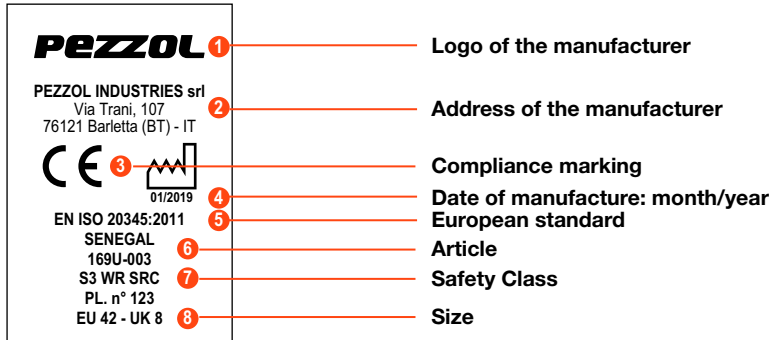 Pezzol 1 Logo of the manufacturer
PEZZOL INDUSTRIES srl
Via Trani, 107 2 Address of the manufacturer
76121 Barletta (BT) - IT
CE 3 Compliance marking
01/2019 4 Date of manufacture: month/year
EN ISO 20345:2011 5 European standard
SENEGAL
6 Article
169U-003
S3 WR SRC 7 Safety Class
PL. n° 123
EU 42 - UK 8 8 Size